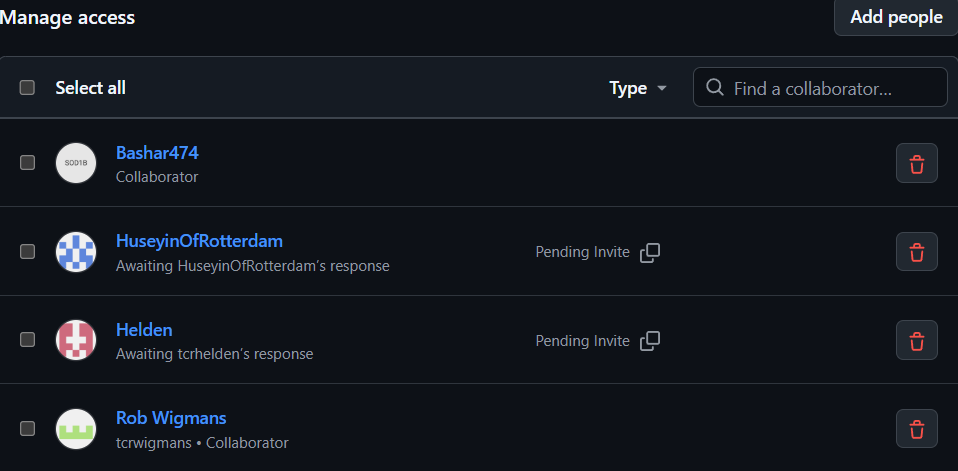 Manage access
Add people
Select all
Type
Find a collaborator...
SOD1B
Bashar474
Collaborator
HuseyinOfRotterdam
Awaiting HuseyinOfRotterdam’s response
Pending Invite
Helden
Awaiting tcrhelden’s response
Pending Invite
Rob Wigmans
tcrwigmans • Collaborator